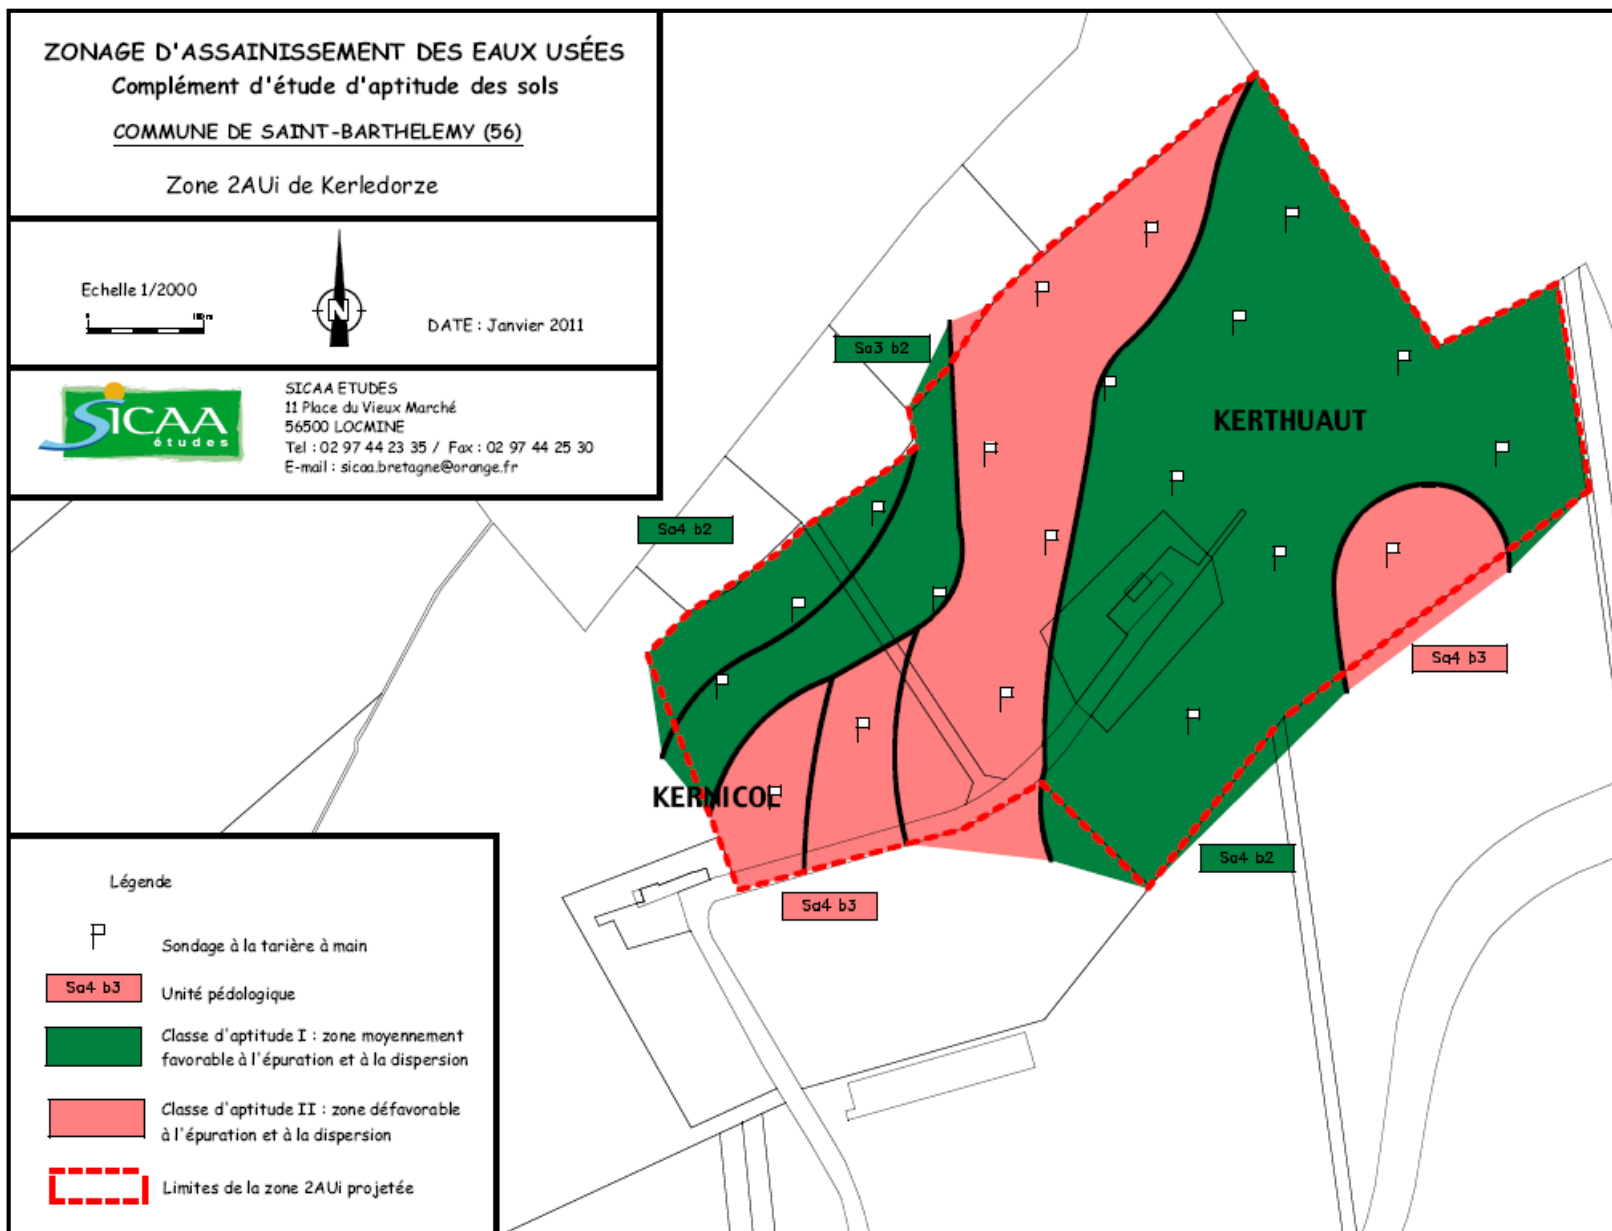 ZONAGE D'ASSAINISSEMENT DES EAUX USÉES
Complément d'étude d'aptitude des sols
COMMUNE DE SAINT-BARTHELEMY (56)
Zone 2AUi de Kerledorze
Echelle 1/2000
N
DATE : Janvier 2011
SICAA
études
SICAA ETUDES
11 Place du Vieux Marché
56500 LOCMINE
Tel : 02 97 44 23 35 / Fax : 02 97 44 25 30
E-mail : sicaa.bretagne@orange.fr
Sa3 b2
KERTHUAUT
Sa4 b2
Sa4 b3
KERNICOL
Sa4 b2
Sa4 b3
Légende
Sondage à la tarière à main
Sa4 b3
Unité pédologique
Classe d'aptitude I : zone moyennement
favorable à l'épuration et à la dispersion
Classe d'aptitude II : zone défavorable
à l'épuration et à la dispersion
Limites de la zone 2AUi projetée